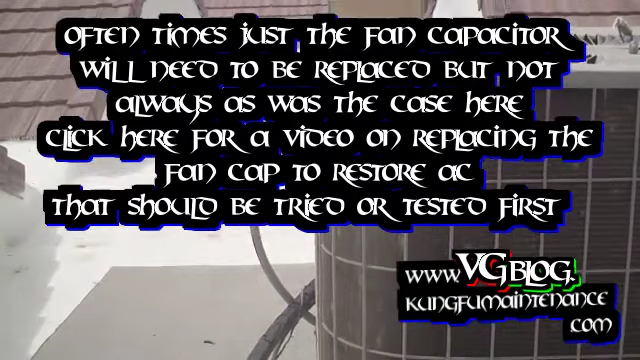 OFTEN TIMES JUST THE FAN CAPACITOR
WILL NEED TO BE REPLACED BUT NOT
ALWAYS AS WAS THE CASE HERE
CLICK HERE FOR A VIDEO ON REPLACING THE
FAN CAP TO RESTORE AC
THAT SHOULD BE TRIED OR TESTED FIRST
WWW.VGBLOG.
KUNGFUMAINTENANCE
.COM